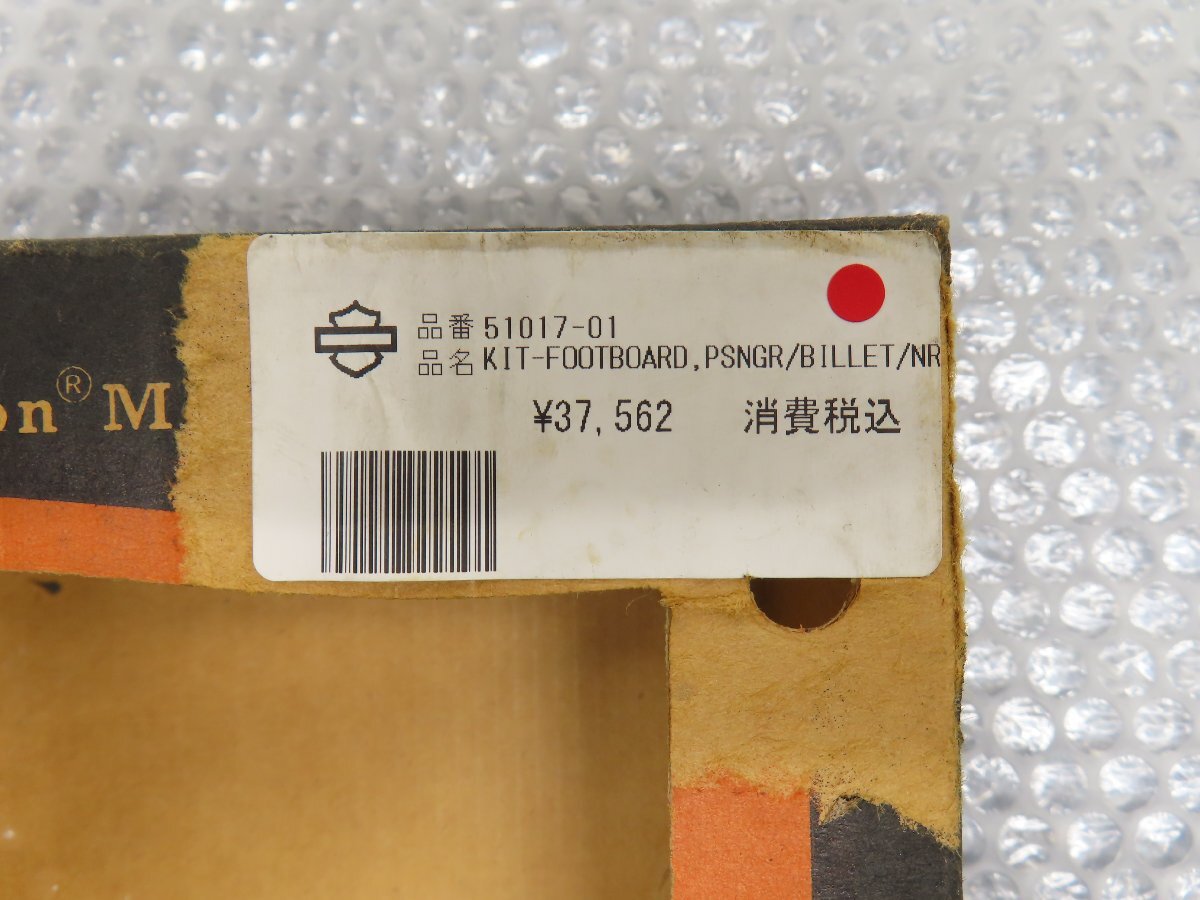 品番 51017-01
品名 KIT-FOOTBOARD,PSNGR/BILLET/NR
¥37,562 消費税込
on® M